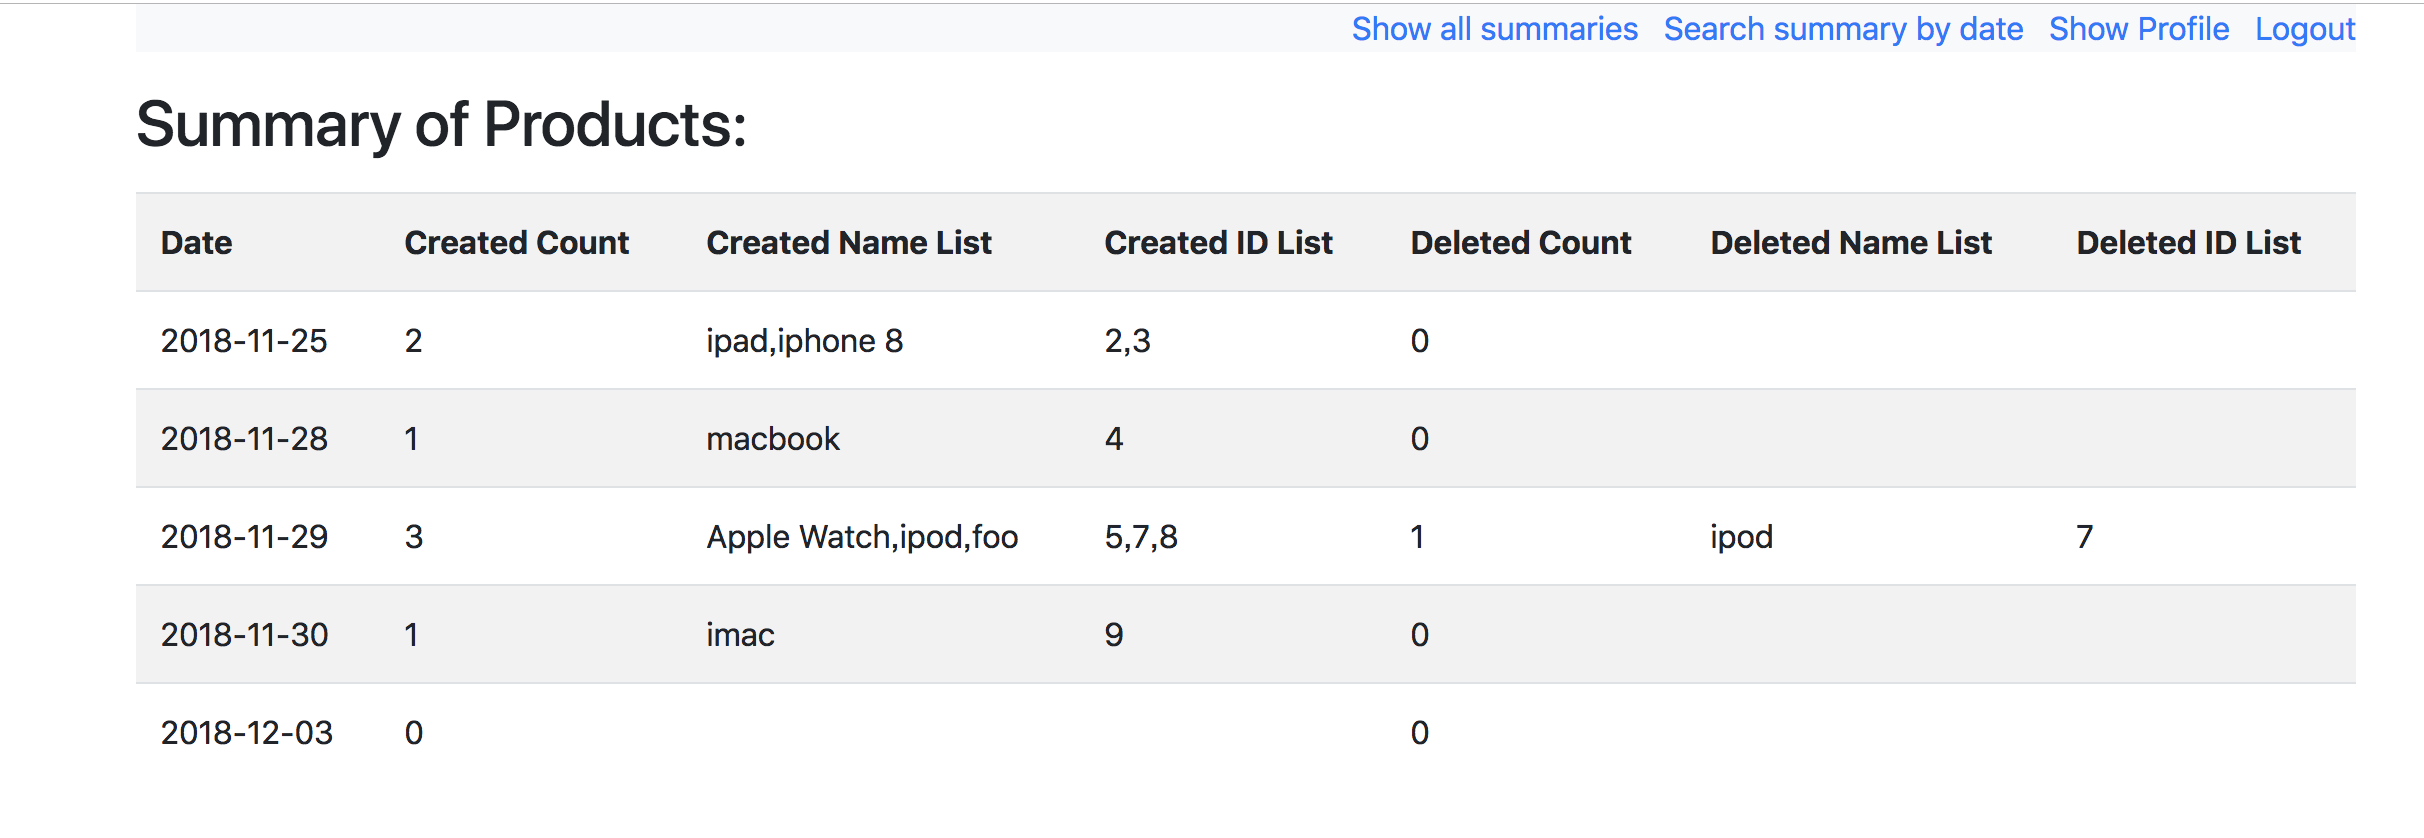 Show all summaries Search summary by date Show Profile Logout
Summary of Products:
Date Created Count Created Name List Created ID List Deleted Count Deleted Name List Deleted ID List
2018-11-25 2 ipad,iphone 8 2,3 0
2018-11-28 1 macbook 4 0
2018-11-29 3 Apple Watch,ipod,foo 5,7,8 1 ipod 7
2018-11-30 1 imac 9 0
2018-12-03 0 0